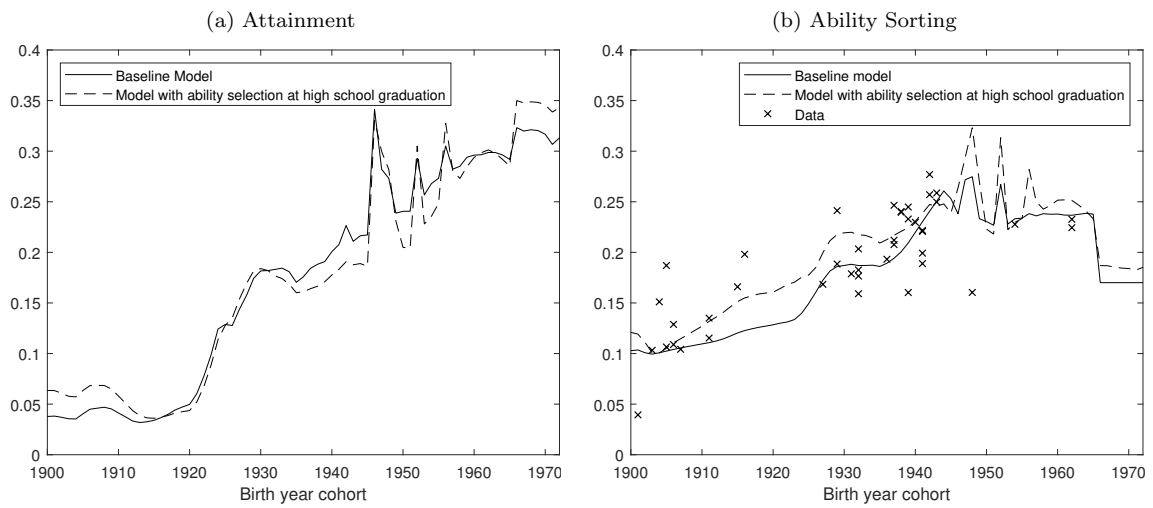 (a) Attainment
0.4
0.35
0.3
0.25
0.2
0.15
0.1
0.05
0
Baseline Model
Model with ability selection at high school graduation
1900 1910 1920 1930 1940 1950 1960 1970
Birth year cohort
(b) Ability Sorting
0.4
0.35
0.3
0.25
0.2
0.15
0.1
0.05
0
Baseline model
Model with ability selection at high school graduation
Data
1900 1910 1920 1930 1940 1950 1960 1970
Birth year cohort